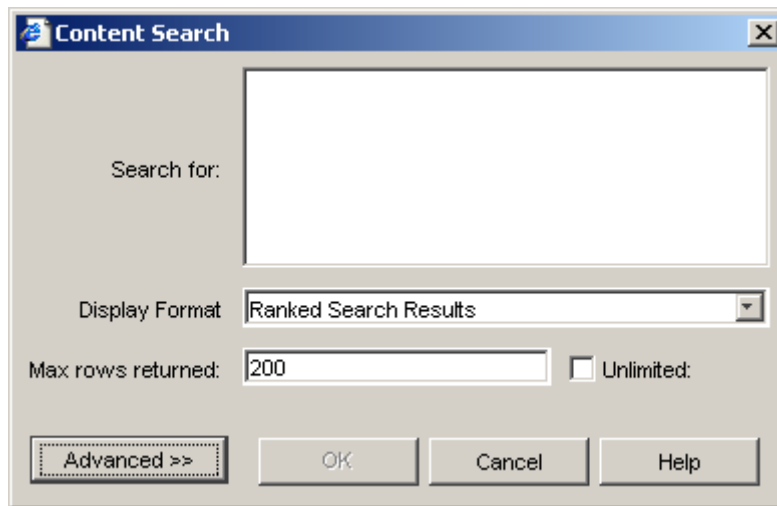 Content Search
Search for:
Display Format Ranked Search Results
Max rows returned: 200 Unlimited:
Advanced >> OK Cancel Help